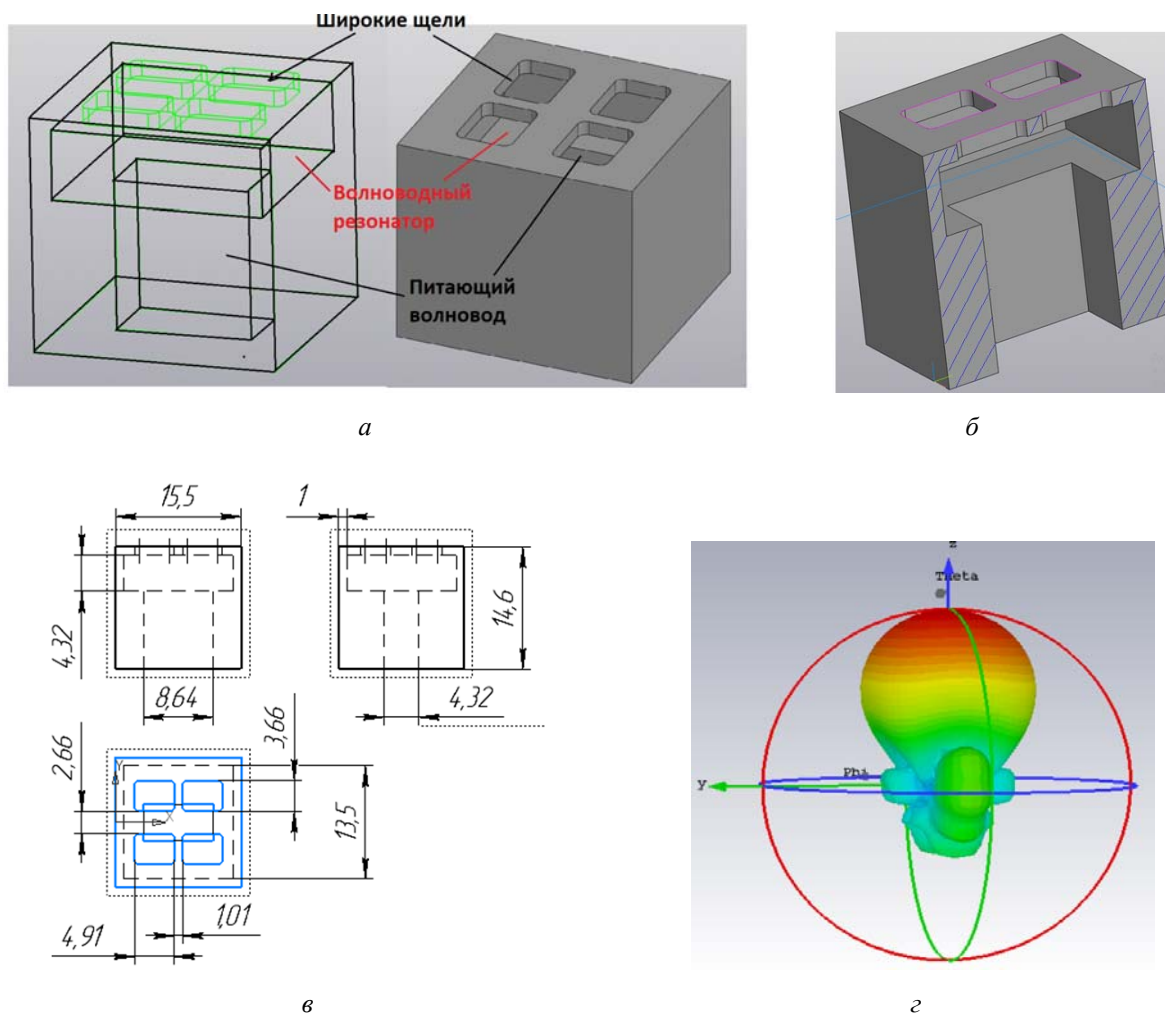 Широкие щели
Волноводный
резонатор
Питающий
волновод
а
б
15,5
1
4,32
14,6
8,64
4,32
2,66
3,66
13,5
4,91
1,01
Y
X
z
Theta
Phi
y
в
г